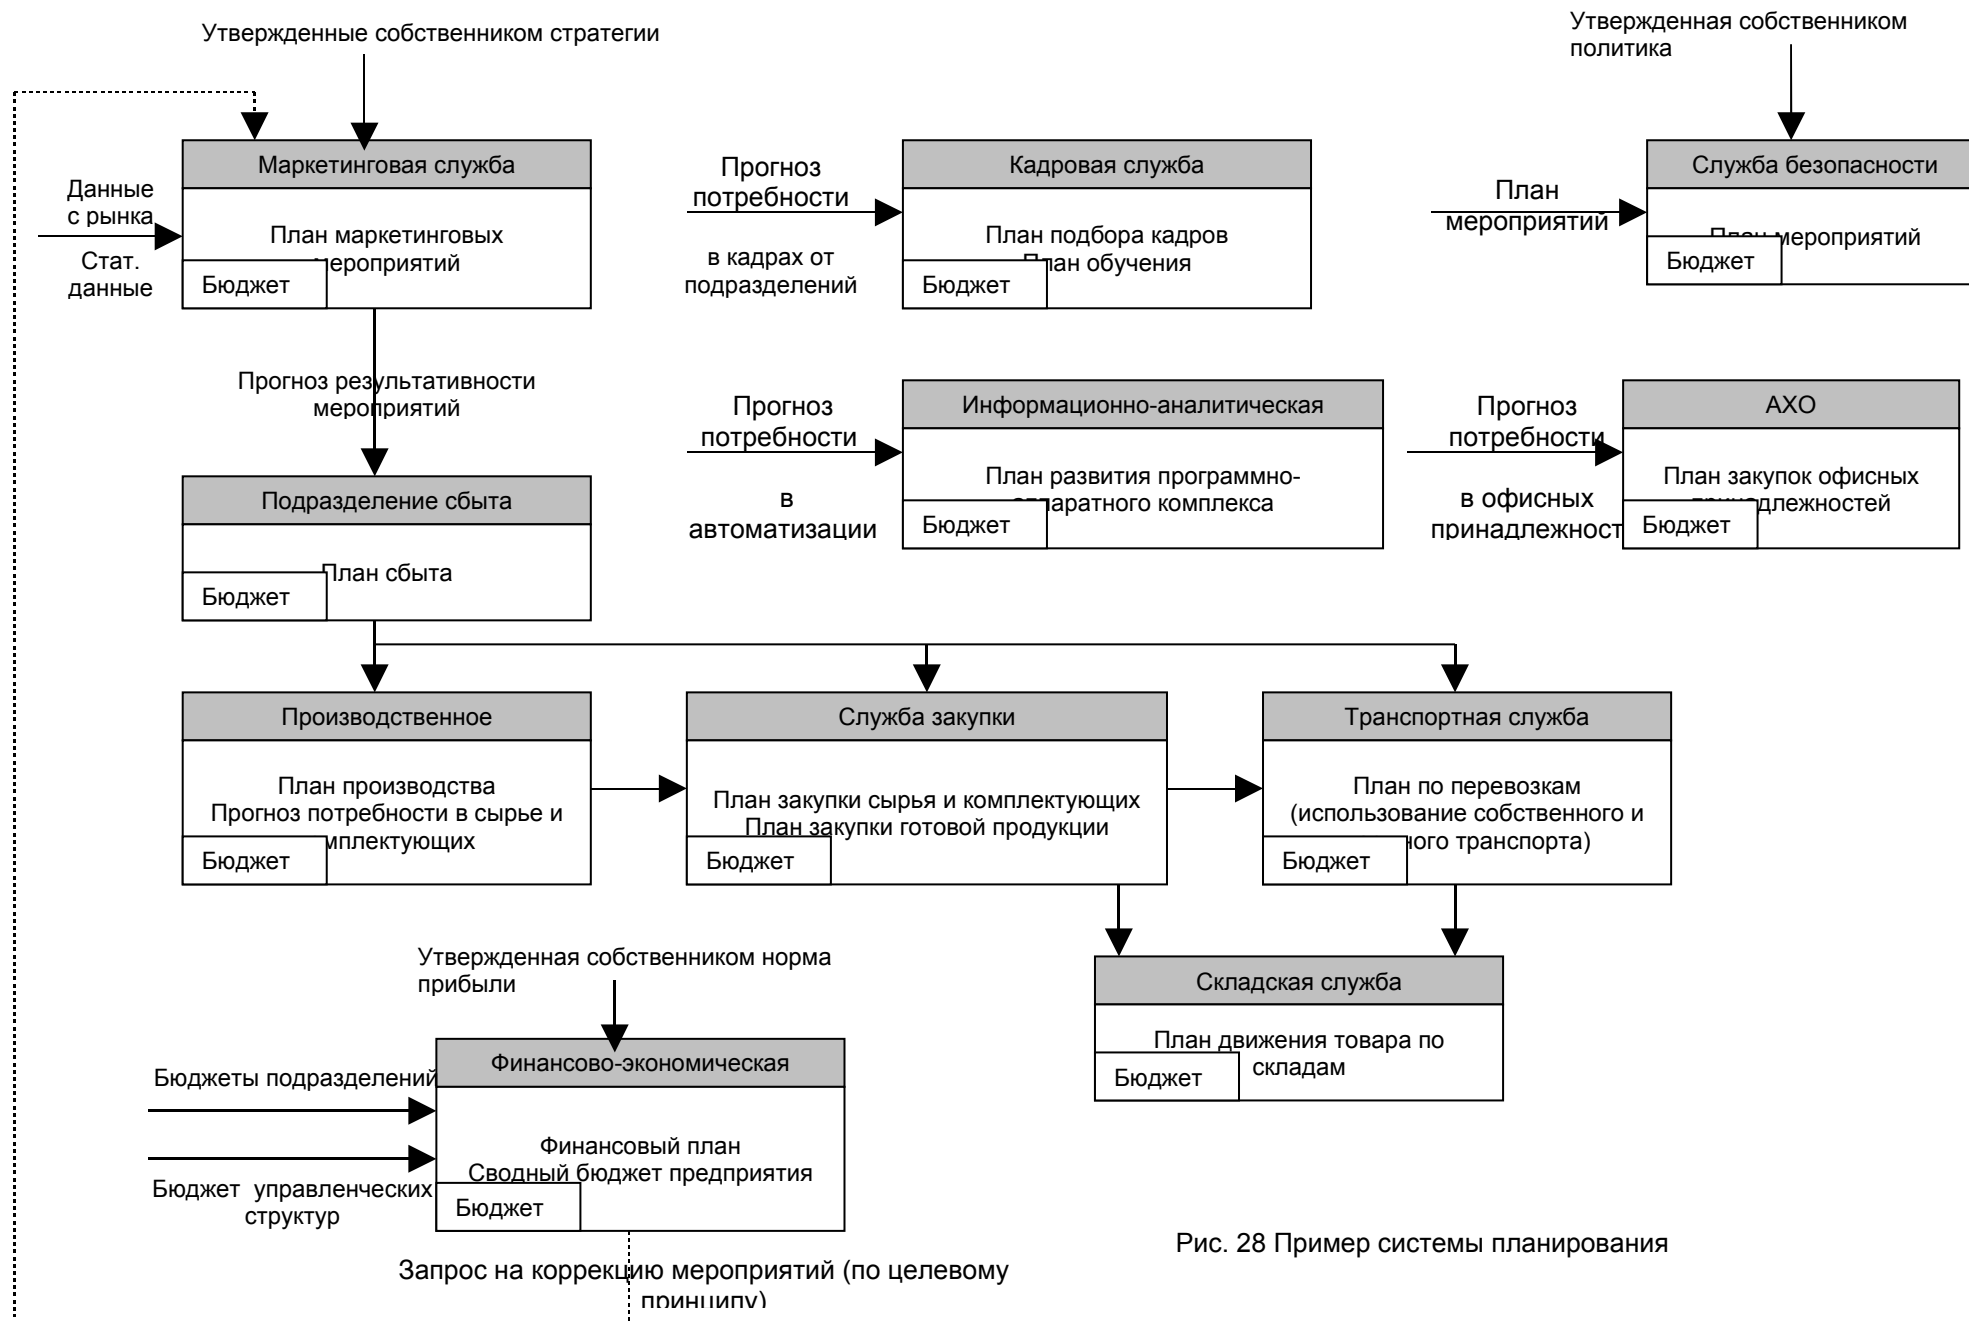 Утвержденные собственником стратегии
Утвержденная собственником
политика
Маркетинговая служба
Данные
с рынка
Стат.
данные
План маркетинговых
мероприятий
Бюджет
Прогноз
потребности
в кадрах от
подразделений
Кадровая служба
План подбора кадров
План обучения
Бюджет
План
мероприятий
Служба безопасности
План мероприятий
Бюджет
Прогноз результативности
мероприятий
Прогноз
потребности
в
автоматизации
Информационно-аналитическая
План развития программно-
аппаратного комплекса
Бюджет
Прогноз
потребности
в офисных
принадлежност
АХО
План закупок офисных
принадлежностей
Бюджет
Подразделение сбыта
План сбыта
Бюджет
Производственное
План производства
Прогноз потребности в сырье и
мплектующих
Бюджет
Служба закупки
План закупки сырья и комплектующих
План закупки готовой продукции
Бюджет
Транспортная служба
План по перевозкам
(использование собственного и
ного транспорта)
Бюджет
Складская служба
План движения товара по
складам
Бюджет
Утвержденная собственником норма
прибыли
Финансово-экономическая
Бюджеты подразделений
Бюджет управленческих
структур
Финансовый план
Сводный бюджет предприятия
Бюджет
Запрос на коррекцию мероприятий (по целевому
принципу)
Рис. 28 Пример системы планирования